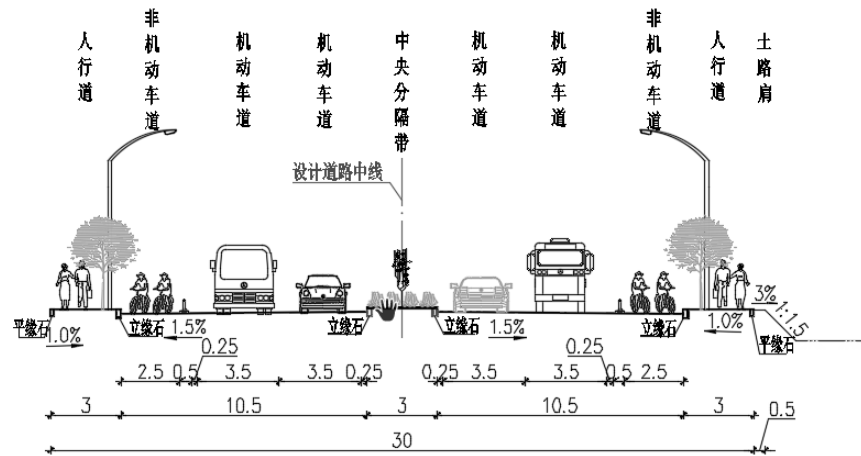 人行道
非机动车道
机动车道
机动车道
中央分隔带
机动车道
机动车道
非机动车道
人行道
土路肩
设计道路中线
3%
1:1.5
平缘石
1.0%
立缘石
1.5%
立缘石
立缘石
1.5%
立缘石
1.0%
平缘石
0.25
0.25
2.5
0.5
3.5
3.5
0.25
0.25
3.5
3.5
0.5
2.5
3
10.5
3
10.5
3
0.5
30